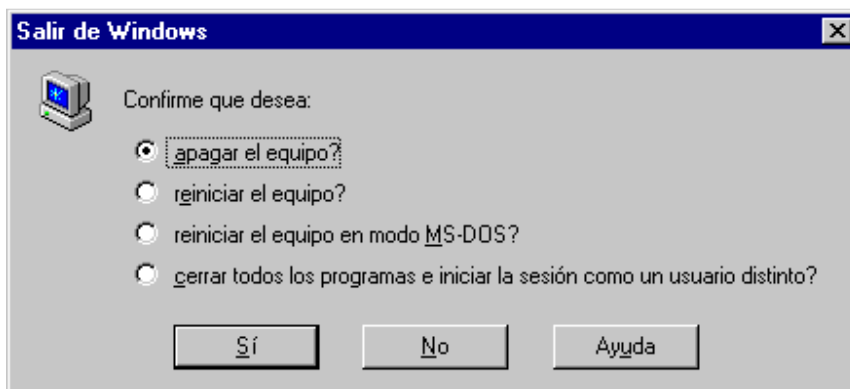 Salir de Windows
Confirme que desea:
apagar el equipo?
reiniciar el equipo?
reiniciar el equipo en modo MS-DOS?
cerrar todos los programas e iniciar la sesión como un usuario distinto?
Sí No Ayuda